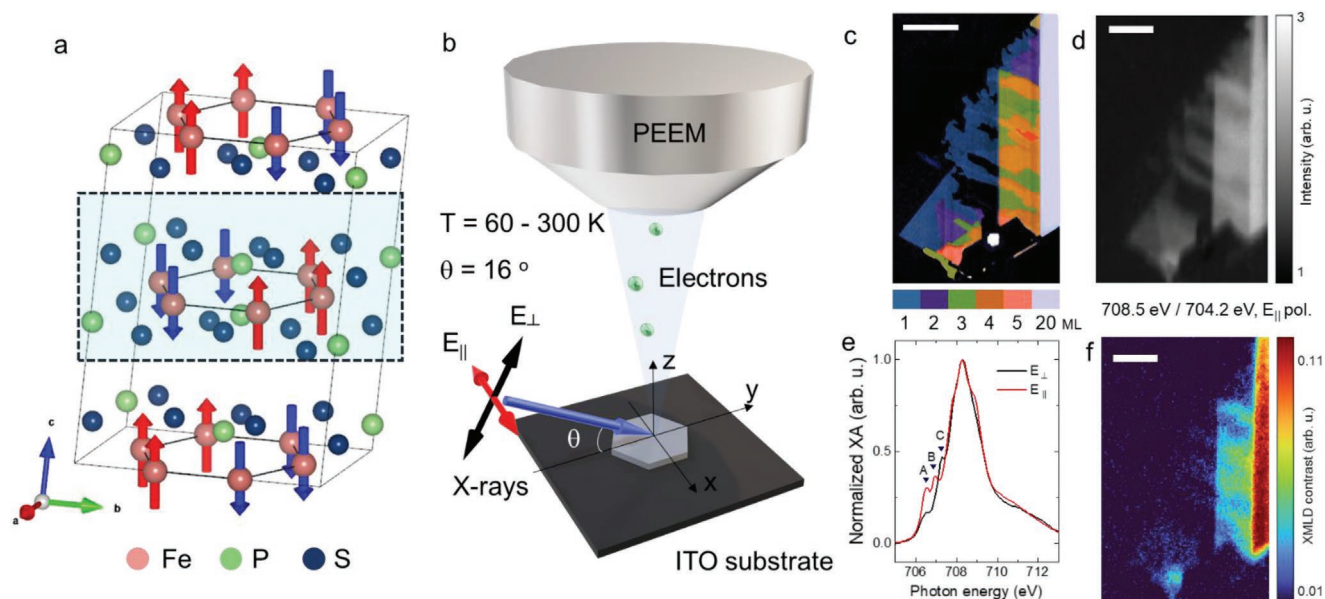 a
c
a
b
Fe
P
S
b
PEEM
T = 60 - 300 K
θ = 16 °
Electrons
E⊥
E||
X-rays
θ
z
y
x
ITO substrate
c
1 2 3 4 5 20 ML
d
3
Intensity (arb. u.)
1
708.5 eV / 704.2 eV, E|| pol.
e
Normalized XA (arb. u.)
1.0
0.5
0.0
E⊥
E||
A
B
C
706 708 710 712
Photon energy (eV)
f
0.11
XMLD contrast (arb. u.)
0.01